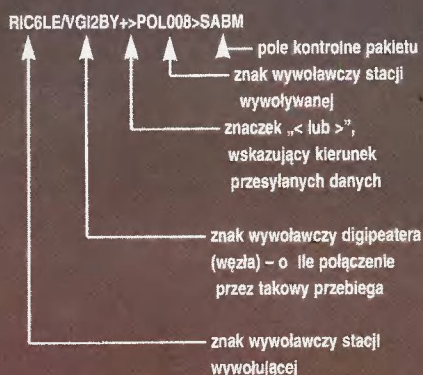 RIC6LE/VGI2BY+>POL008>SABM
pole kontrolne pakietu
znak wywoławczy stacji
wywoływanej
znaczek „< lub >",
wskazujący kierunek
przesyłanych danych
znak wywoławczy digipeatera
(węzła) – o ile połączenie
przez takowy przebiega
znak wywoławczy stacji
wywołującej